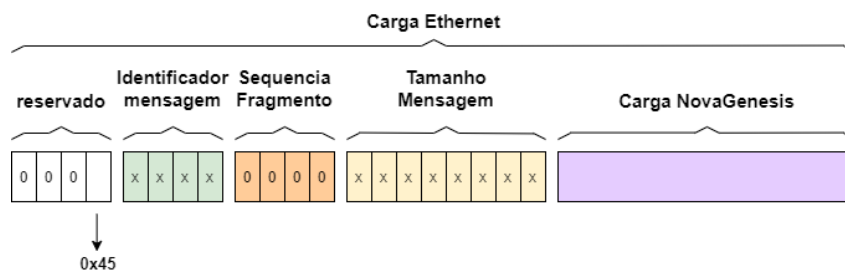 Carga Ethernet
Identificador mensagem
Sequencia Fragmento
Tamanho Mensagem
reservado
Carga NovaGenesis
0 0 0
x x x x
0 0 0 0
x x x x x x x x
0x45